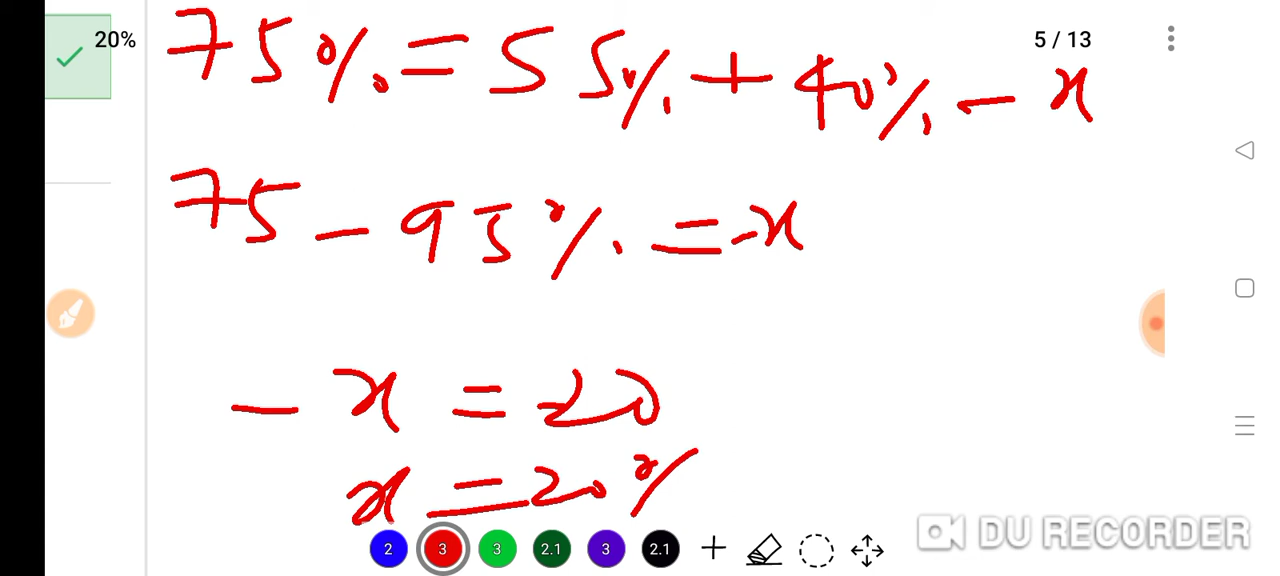 20%
5 / 13
75% = 55% + 40% - x
75 - 95% = -x
- x = -20
x = 20%
2 3 3 2.1 3 2.1
DU RECORDER